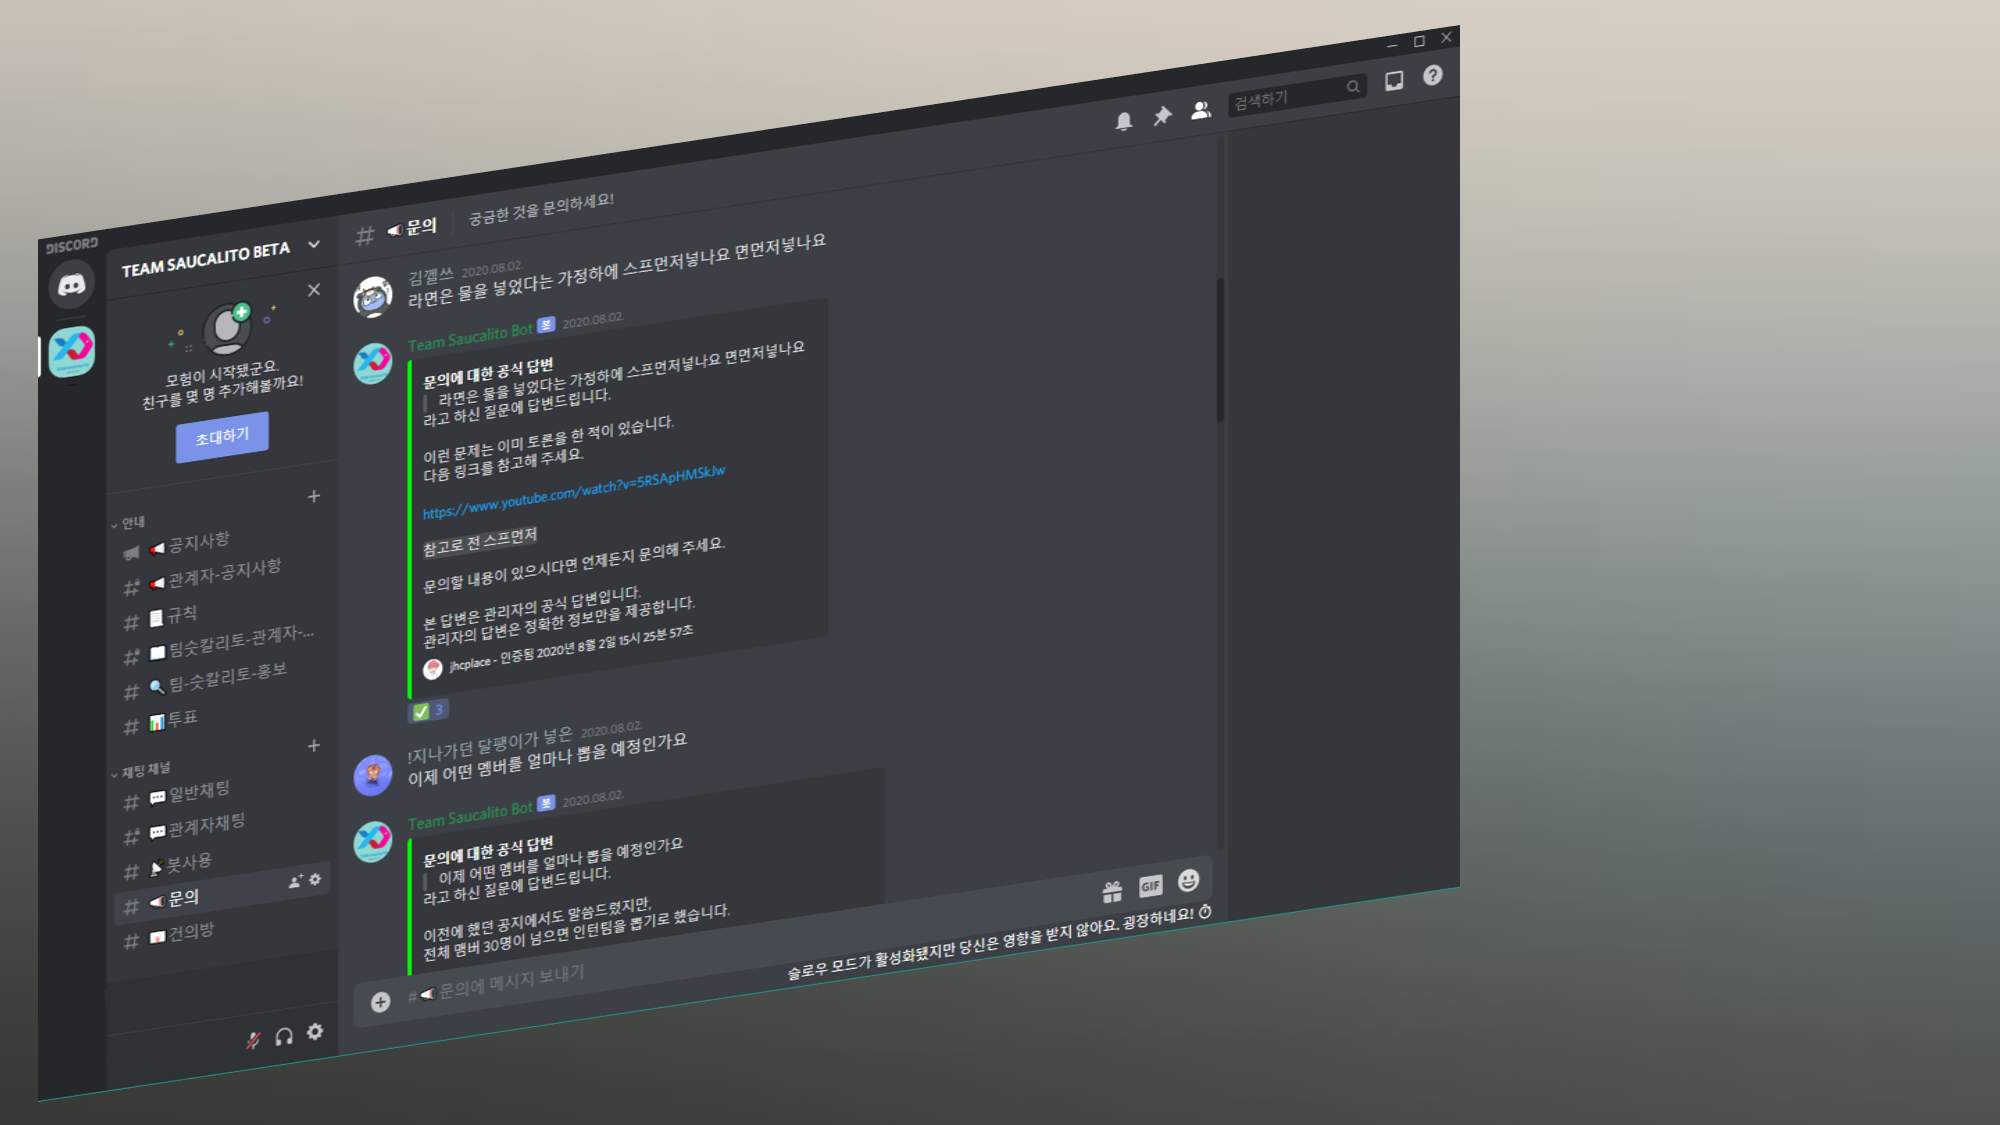 DISCORD
TEAM SAUCALITO BETA
모험이 시작됐군요.
친구를 몇 명 추가해볼까요!
초대하기
안내
공지사항
관계자-공지사항
규칙
팀숫칼리토-관계자-...
팀-숫칼리토-홍보
투표
채팅 채널
일반채팅
관계자채팅
봇사용
문의
건의방
문의
궁금한 것을 문의하세요!
검색하기
김껠쓰 2020.08.02.
라면은 물을 넣었다는 가정하에 스프먼저넣나요 면먼저넣나요
Team Saucalito Bot 봇 2020.08.02.
문의에 대한 공식 답변
라면은 물을 넣었다는 가정하에 스프먼저넣나요 면먼저넣나요
라고 하신 질문에 답변드립니다.
이런 문제는 이미 토론을 한 적이 있습니다.
다음 링크를 참고해 주세요.
https://www.youtube.com/watch?v=5RSApHMSkJw
참고로 전 스프먼저
문의할 내용이 있으시다면 언제든지 문의해 주세요.
본 답변은 관리자의 공식 답변입니다.
관리자의 답변은 정확한 정보만을 제공합니다.
jhcplace - 인증됨 2020년 8월 2일 15시 25분 57초
3
!지나가던 달팽이가 넣은 2020.08.02.
이제 어떤 멤버를 얼마나 뽑을 예정인가요
Team Saucalito Bot 봇 2020.08.02.
문의에 대한 공식 답변
이제 어떤 멤버를 얼마나 뽑을 예정인가요
라고 하신 질문에 답변드립니다.
이전에 했던 공지에서도 말씀드렸지만,
전체 맴버 30명이 넘으면 인턴팀을 뽑기로 했습니다.
#문의에 메시지 보내기
GIF
슬로우 모드가 활성화됐지만 당신은 영향을 받지 않아요. 굉장하네요!